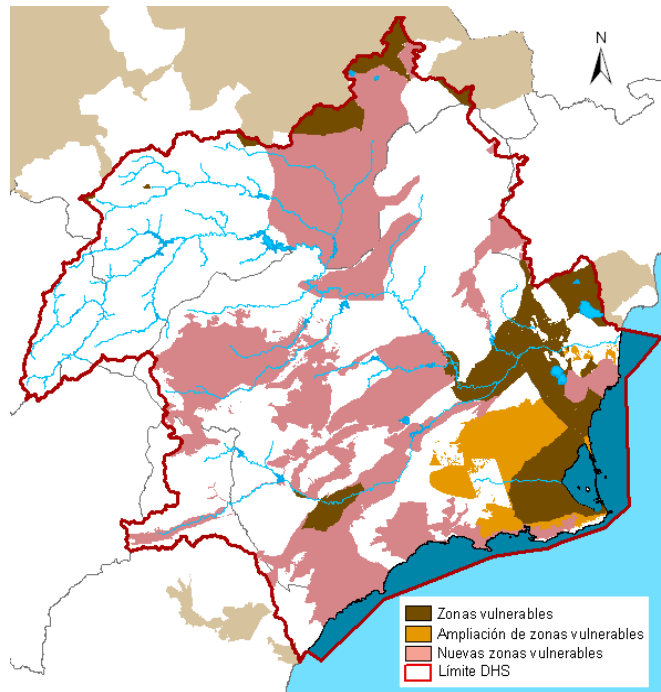 N
Zonas vulnerables
Ampliación de zonas vulnerables
Nuevas zonas vulnerables
Límite DHS